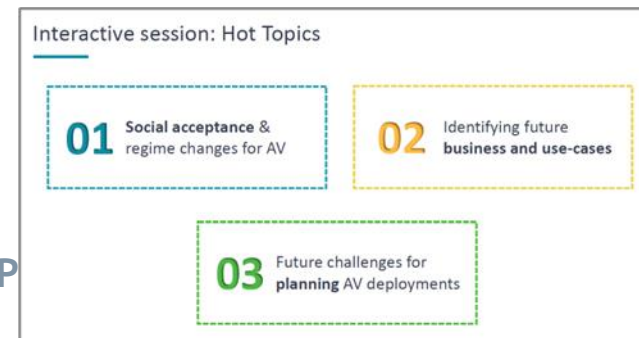 Interactive session: Hot Topics
01 Social acceptance &
regime changes for AV
02 Identifying future
business and use-cases
P
03 Future challenges for
planning AV deployments